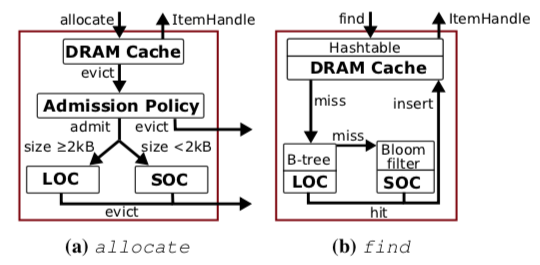 allocate
ItemHandle
DRAM Cache
evict
Admission Policy
admit
evict
size ≥2kB
size <2kB
LOC
SOC
evict
(a) allocate
find
ItemHandle
Hashtable
DRAM Cache
miss
insert
miss
B-tree
Bloom
filter
LOC
SOC
hit
(b) find